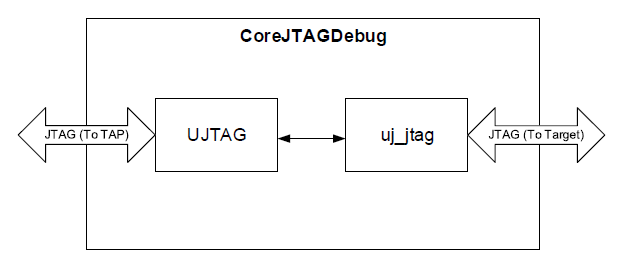 CoreJTAGDebug
JTAG (To TAP)
UJTAG
uj_jtag
JTAG (To Target)